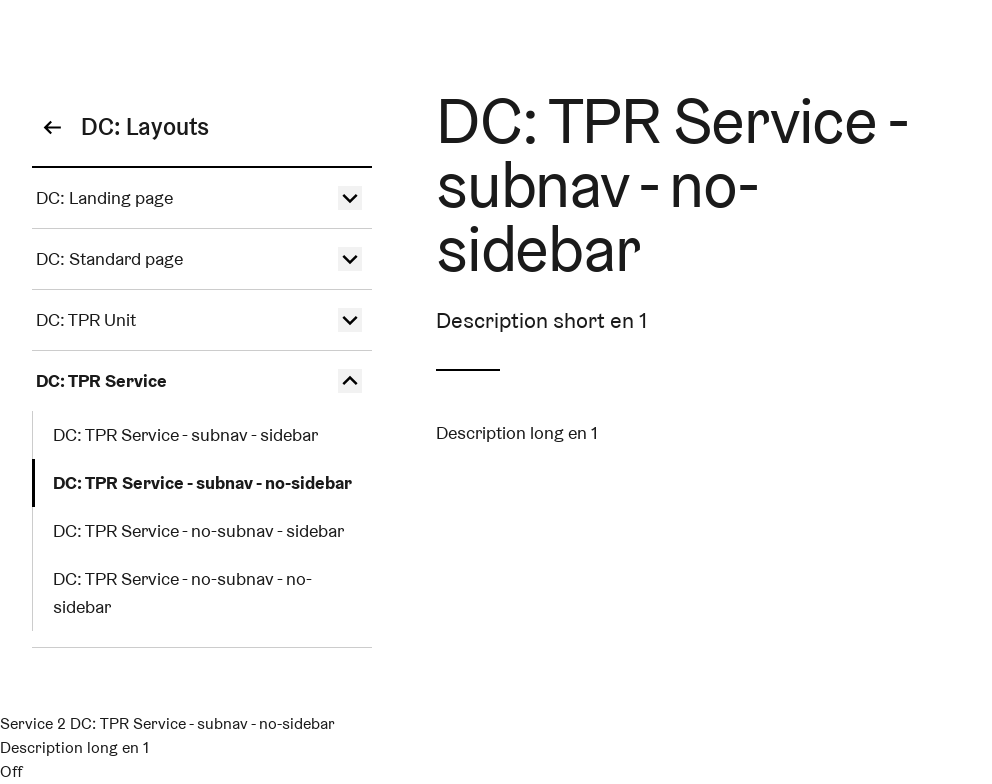 DC: Layouts
DC: Landing page
DC: Standard page
DC: TPR Unit
DC: TPR Service
DC: TPR Service - subnav - sidebar
DC: TPR Service - subnav - no-sidebar
DC: TPR Service - no-subnav - sidebar
DC: TPR Service - no-subnav - no-
sidebar
DC: TPR Service -
subnav - no-
sidebar
Description short en 1
Description long en 1
Service 2 DC: TPR Service - subnav - no-sidebar
Description long en 1
Off